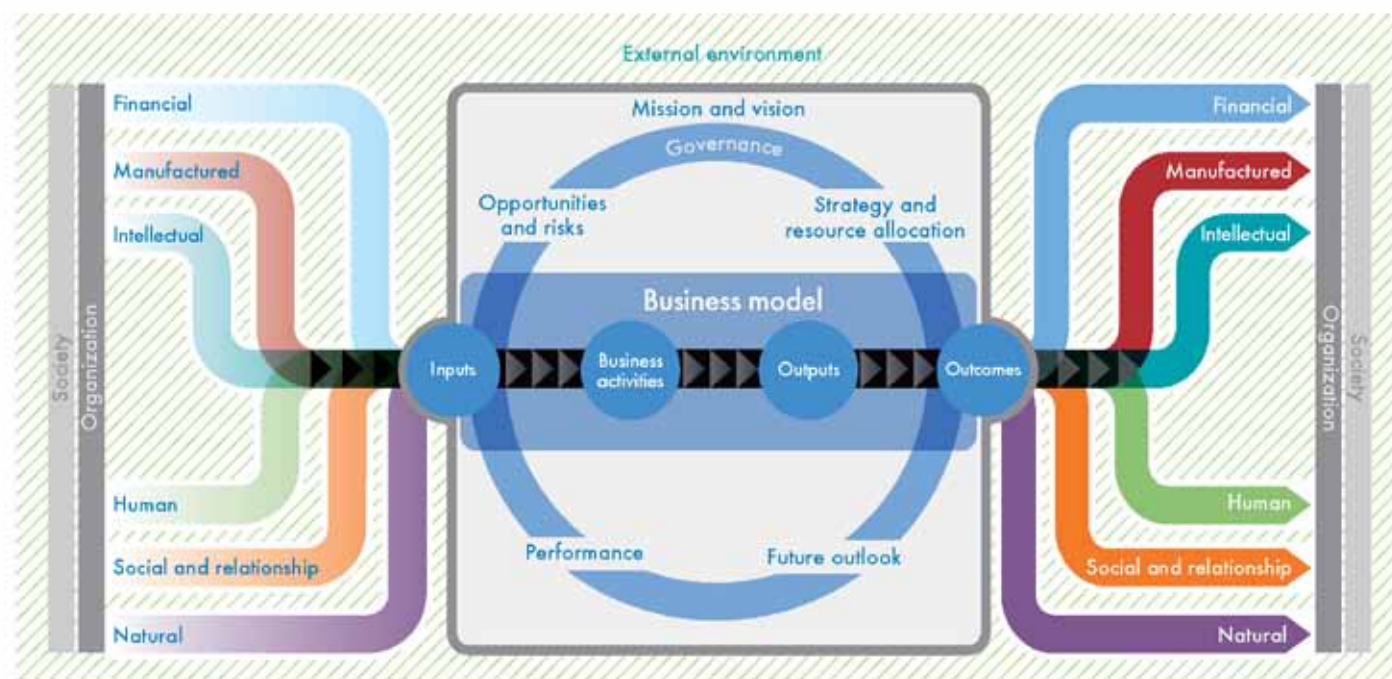 External environment
Society
Organization
Financial
Manufactured
Intellectual
Human
Social and relationship
Natural
Mission and vision
Governance
Opportunities
and risks
Strategy and
resource allocation
Business model
Inputs
Business
activities
Outputs
Outcomes
Performance
Future outlook
Financial
Manufactured
Intellectual
Human
Social and relationship
Natural
Organization
Society